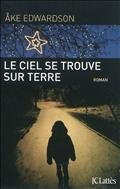 ÅKE EDWARDSON
LE CIEL SE TROUVE
SUR TERRE
ROMAN
JC Lattès